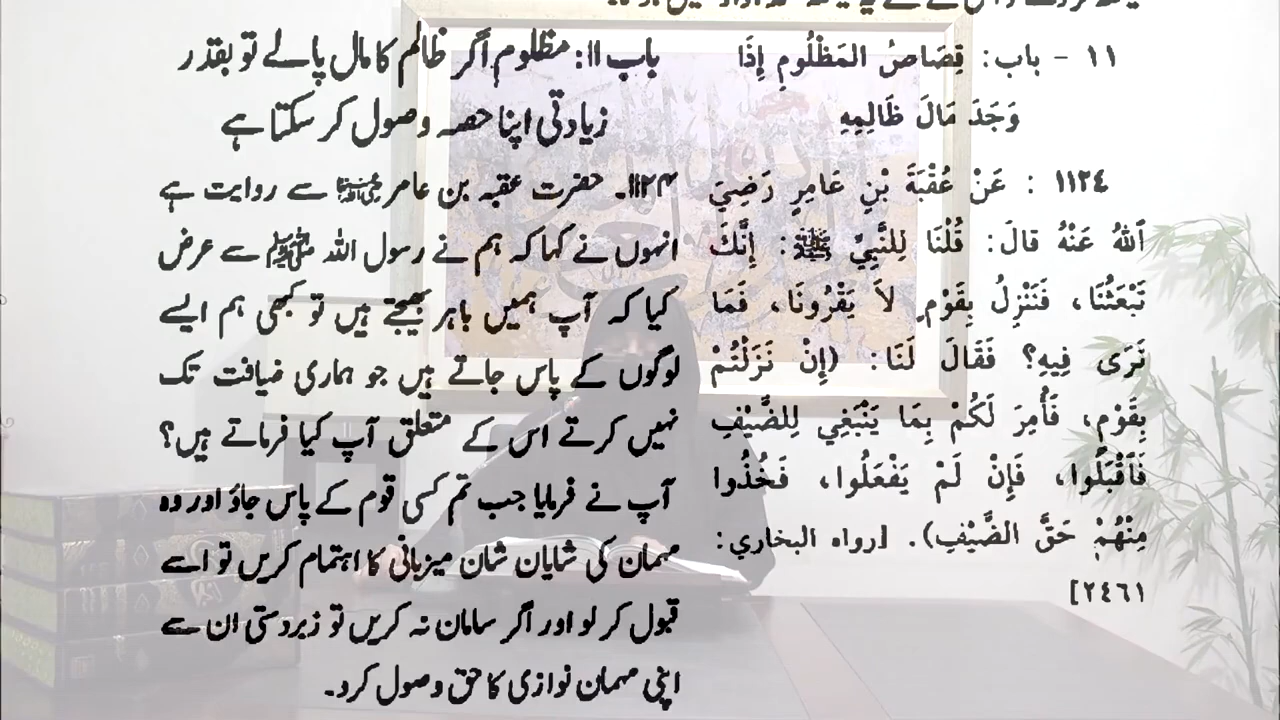 ١١ - باب: قِصَاصُ المَظْلُومِ إِذَا
وَجَدَ مَالَ ظَالِمِهِ
١١٢٤ : عَنْ عُقْبَةَ بْنِ عَامِرٍ رَضِيَ
ٱللهُ عَنْهُ قالَ: قُلْنَا لِلنَّبِيِّ ﷺ: إِنَّكَ
تَبْعَثُنَا، فَنَنْزِلُ بِقَوْمٍ لاَ يَقْرُونَا، فَمَا
تَرَى فِيهِ؟ فَقَالَ لَنَا: (إِنْ نَزَلْتُمْ
بِقَوْمٍ، فَأُمِرَ لَكُمْ بِمَا يَنْبَغِي لِلضَّيْفِ
فَاقْبَلُوا، فَإِنْ لَمْ يَفْعَلُوا، فَخُذُوا
مِنْهُمْ حَقَّ الضَّيْفِ). [رواه البخاري:
٢٤٦١]
باب ۱۱: مظلوم اگر ظالم کا مال پالے تو بقدر
زیادتی اپنا حصہ وصول کر سکتا ہے
۱۱۲۴۔ حضرت عقبہ بن عامر رضی اللہ عنہ سے روایت ہے
انہوں نے کہا کہ ہم نے رسول اللہ ﷺ سے عرض
کیا کہ آپ ہمیں باہر بھیجتے ہیں تو کبھی ہم ایسے
لوگوں کے پاس جاتے ہیں جو ہماری ضیافت تک
نہیں کرتے اس کے متعلق آپ کیا فرماتے ہیں؟
آپ نے فرمایا جب تم کسی قوم کے پاس جاؤ اور وہ
مہمان کی شایان شان میزبانی کا اہتمام کریں تو اسے
قبول کر لو اور اگر سامان نہ کریں تو زبردستی ان سے
اپنی مہمان نوازی کا حق وصول کرو۔